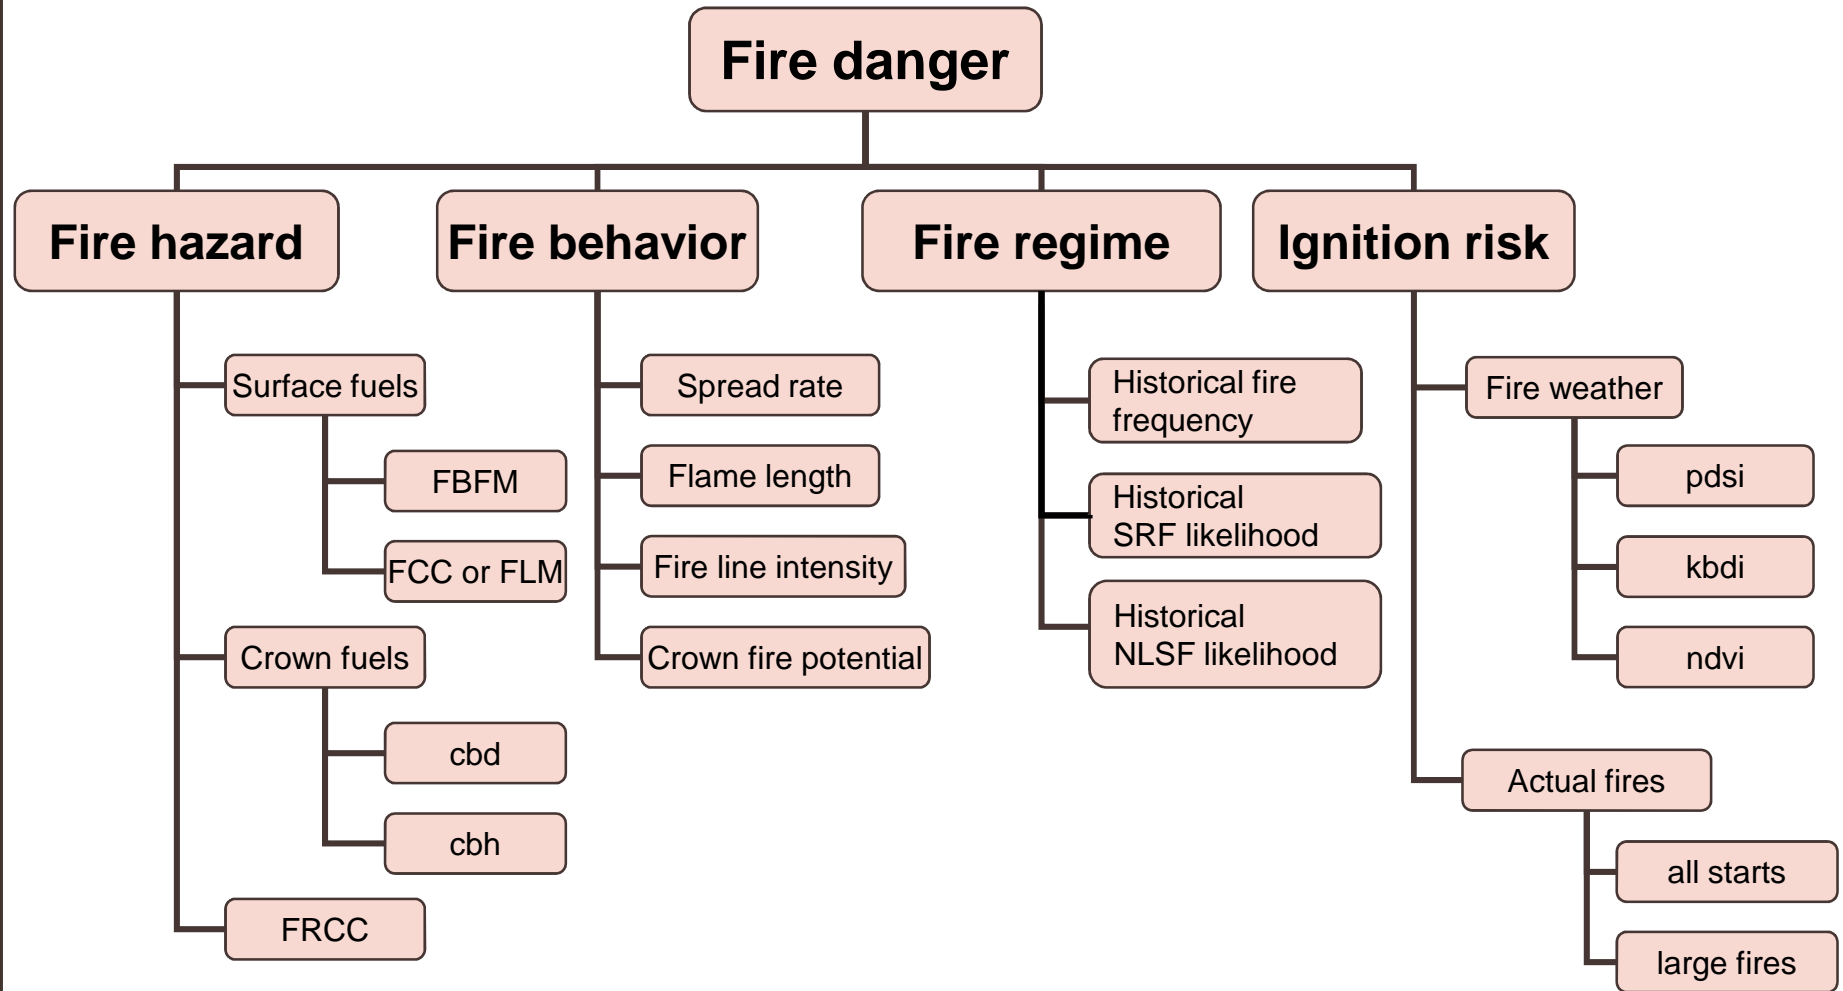 Fire danger
Fire hazard
Fire behavior
Fire regime
Ignition risk
Surface fuels
FBFM
FCC or FLM
Crown fuels
cbd
cbh
FRCC
Spread rate
Flame length
Fire line intensity
Crown fire potential
Historical fire
frequency
Historical
SRF likelihood
Historical
NLSF likelihood
Fire weather
pdsi
kbdi
ndvi
Actual fires
all starts
large fires